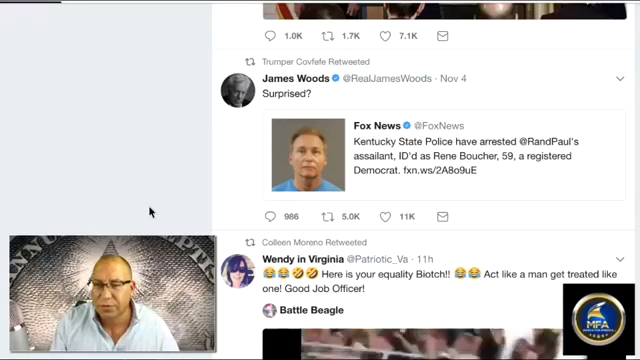 1.0K 1.7K 7.1K
Trumper Covfefe Retweeted
James Woods @RealJamesWoods · Nov 4
Surprised?
Fox News @FoxNews
Kentucky State Police have arrested @RandPaul's
assailant, ID'd as Rene Boucher, 59, a registered
Democrat. fxn.ws/2A8o9uE
986 5.0K 11K
Colleen Moreno Retweeted
Wendy in Virginia @Patriotic_Va · 11h
😂😂🤣🤣 Here is your equality Biotch!! 😂😂 Act like a man get treated like
one! Good Job Officer!
Battle Beagle
MFA